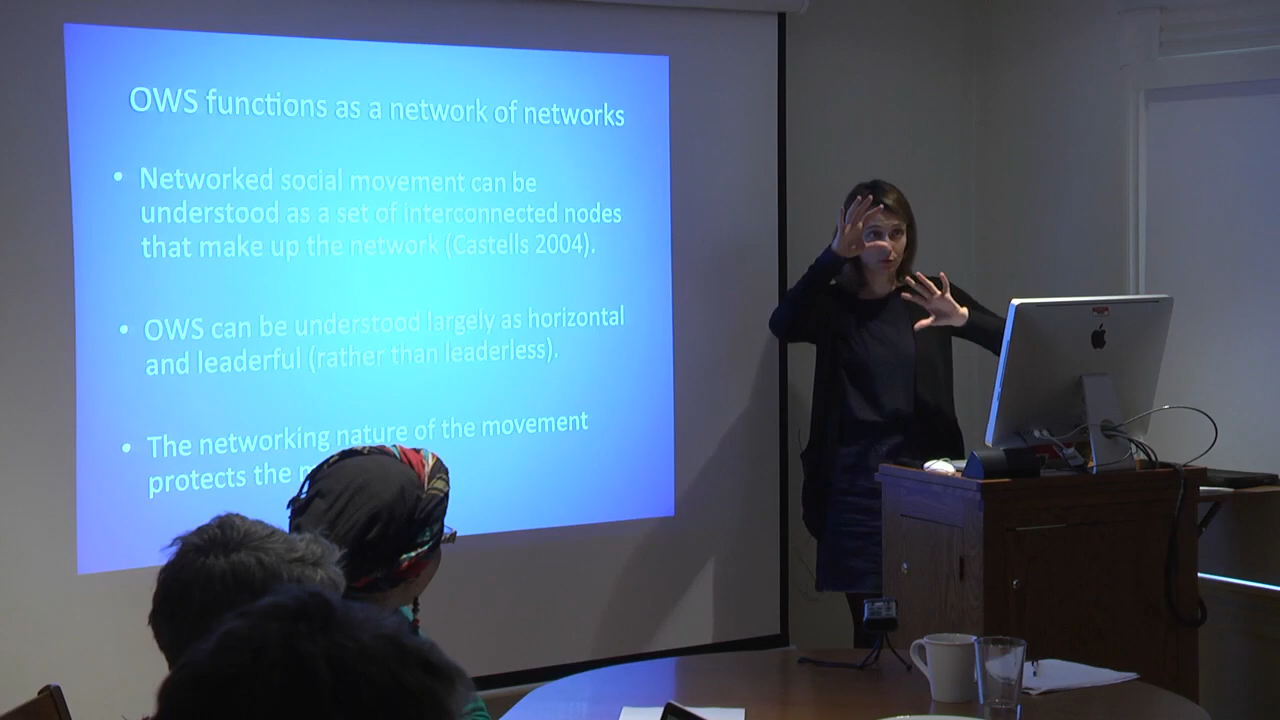 OWS functions as a network of networks
• Networked social movement can be
understood as a set of interconnected nodes
that make up the network (Castells 2004).
• OWS can be understood largely as horizontal
and leaderful (rather than leaderless).
• The networking nature of the movement
protects the